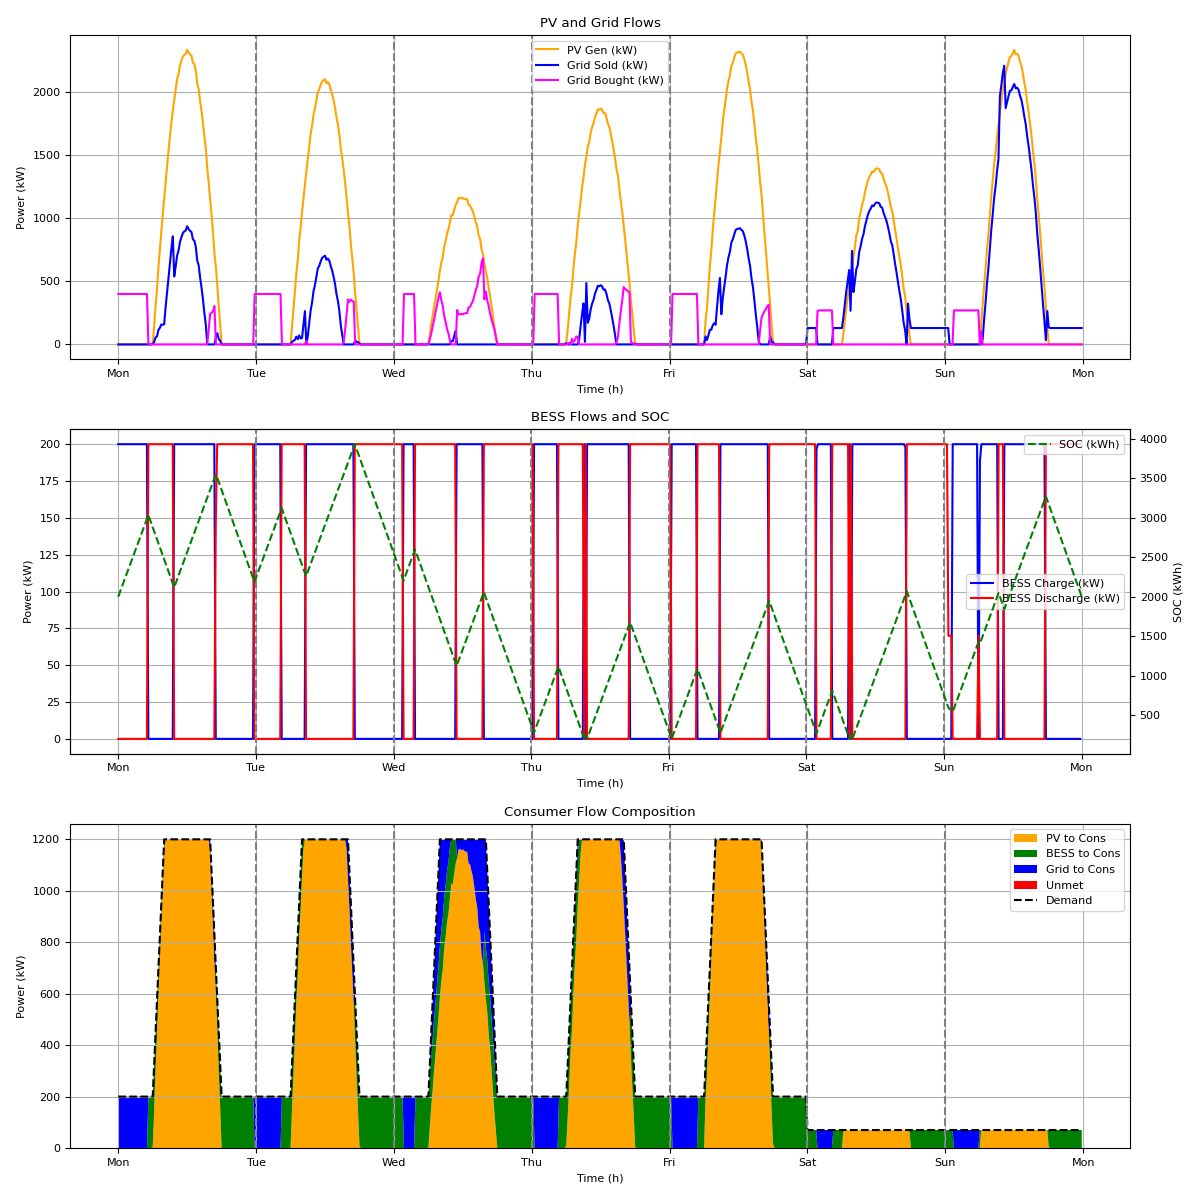 PV and Grid Flows
PV Gen (kW)
Grid Sold (kW)
Grid Bought (kW)
Power (kW)
2000
1500
1000
500
0
Mon Tue Wed Thu Fri Sat Sun Mon
Time (h)
BESS Flows and SOC
SOC (kWh)
BESS Charge (kW)
BESS Discharge (kW)
Power (kW)
200
175
150
125
100
75
50
25
0
4000
3500
3000
2500
2000
1500
1000
500
SOC (kWh)
Mon Tue Wed Thu Fri Sat Sun Mon
Time (h)
Consumer Flow Composition
PV to Cons
BESS to Cons
Grid to Cons
Unmet
Demand
Power (kW)
1200
1000
800
600
400
200
0
Mon Tue Wed Thu Fri Sat Sun Mon
Time (h)